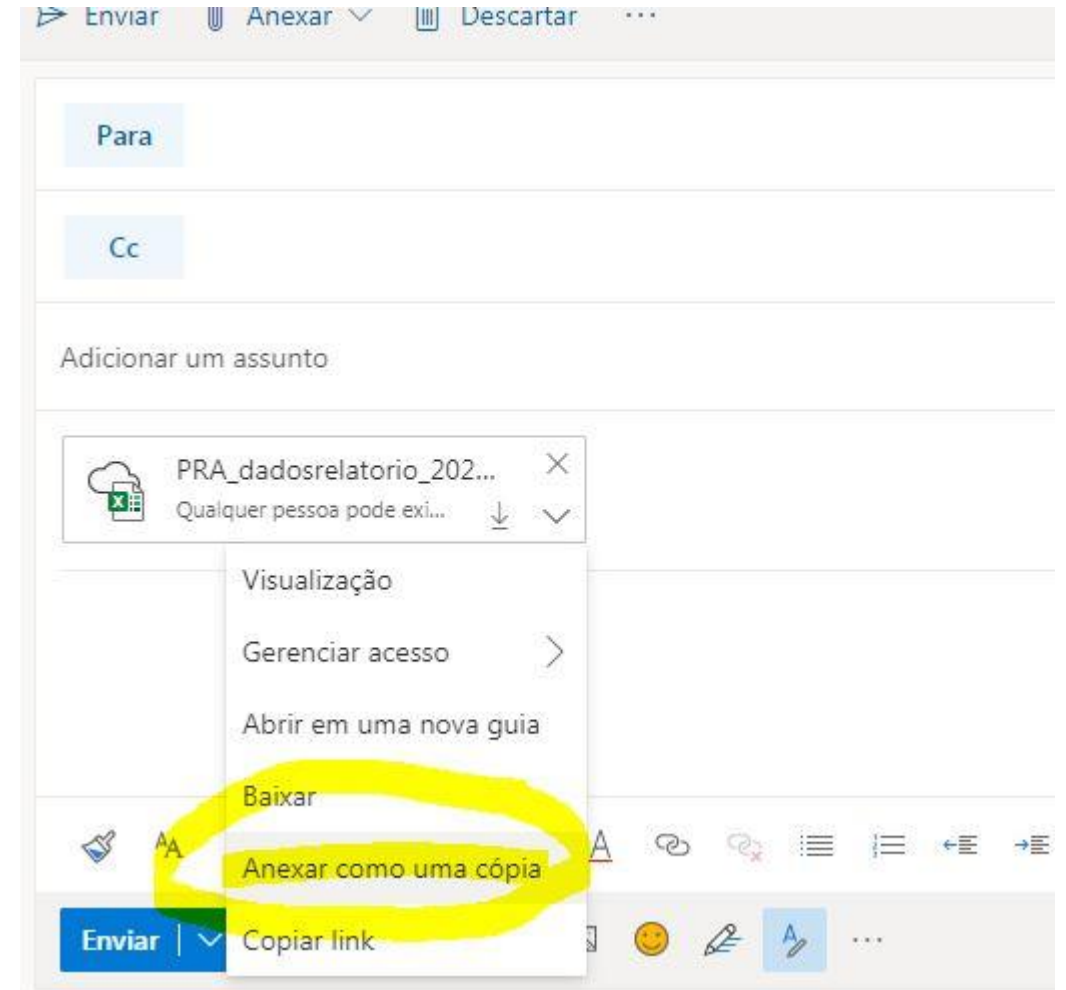 Enviar Anexar Descartar ...
Para
Cc
Adicionar um assunto
PRA_dadosrelatorio_202...
Qualquer pessoa pode exi...
Visualização
Gerenciar acesso
Abrir em uma nova guia
Baixar
Anexar como uma cópia
Enviar
Copiar link